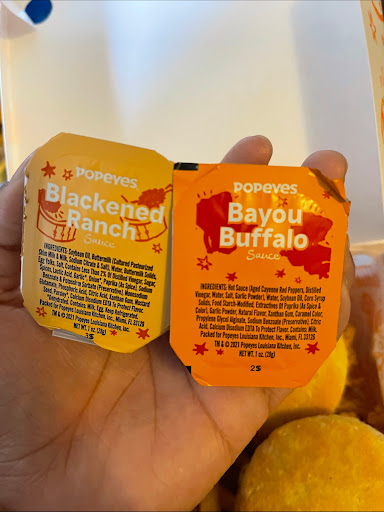 POPEYES
Blackened
Ranch
Sauce
INGREDIENTS: Soybean Oil, Buttermilk (Cultured Pasteurized
Skim Milk & Milk, Sodium Citrate & Salt), Water, Buttermilk Solids,
Egg Yolks, Salt, Contains Less Than 2% Of Distilled Vinegar, Sugar,
Spices, Lactic Acid, Garlic*, Onion*, Paprika (As Spice), Sodium
Benzoate & Potassium Sorbate (Preservative) Monosodium
Glutamate, Phosphoric Acid, Citric Acid, Xanthan Gum, Mustard
Seed, Parsley*, Calcium Disodium EDTA To Protect Flavor.
*Dehydrated. Contains: Milk, Egg. Keep Refrigerated.
Packed for Popeyes Louisiana Kitchen, Inc., Miami, FL 33126
TM & © 2021 Popeyes Louisiana Kitchen, Inc.
NET WT. 1 oz. (28g)
25
POPEYES
Bayou
Buffalo
Sauce
INGREDIENTS: Hot Sauce (Aged Cayenne Red Peppers, Distilled
Vinegar, Water, Salt, Garlic Powder), Water, Soybean Oil, Corn Syrup
Solids, Food Starch-Modified, Extractives Of Paprika (As Spice &
Color), Garlic Powder, Natural Flavor, Xanthan Gum, Caramel Color,
Propylene Glycol Alginate, Sodium Benzoate (Preservative), Citric
Acid, Calcium Disodium EDTA To Protect Flavor. Contains: Milk.
Packed for Popeyes Louisiana Kitchen, Inc., Miami, FL 33126
TM & © 2021 Popeyes Louisiana Kitchen, Inc.
NET WT. 1 oz. (28g)
25